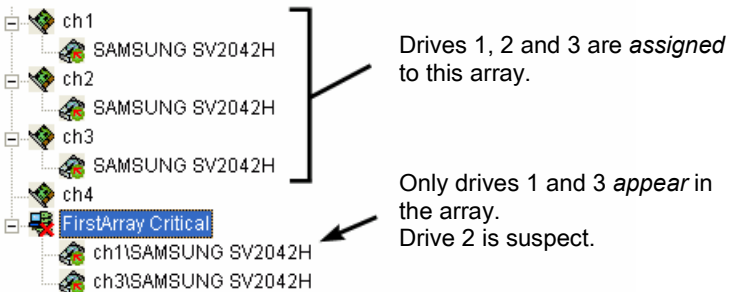 ch1
SAMSUNG SV2042H
ch2
SAMSUNG SV2042H
ch3
SAMSUNG SV2042H
ch4
FirstArray Critical
ch1\SAMSUNG SV2042H
ch3\SAMSUNG SV2042H
Drives 1, 2 and 3 are assigned
to this array.
Only drives 1 and 3 appear in
the array.
Drive 2 is suspect.